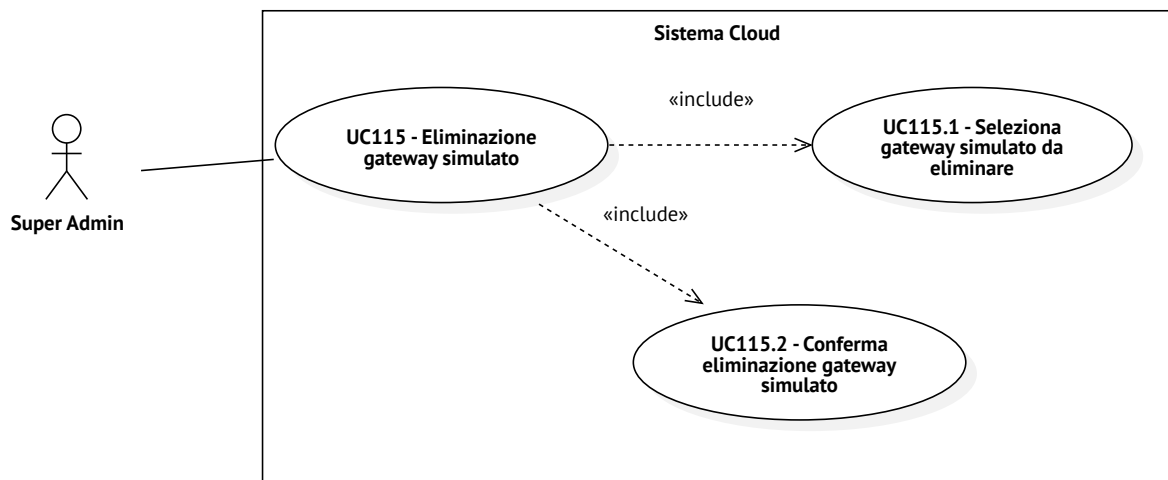 Sistema Cloud
«include»
UC115 - Eliminazione
gateway simulato
UC115.1 - Seleziona
gateway simulato da
eliminare
Super Admin
«include»
UC115.2 - Conferma
eliminazione gateway
simulato